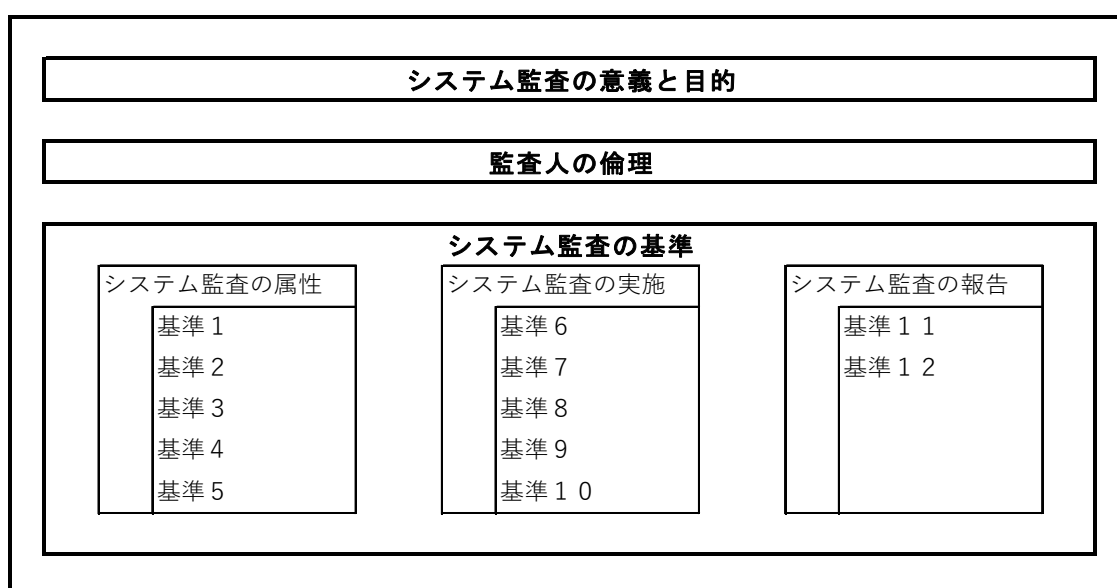 システム監査の意義と目的
監査人の倫理
システム監査の基準
システム監査の属性
基準1
基準2
基準3
基準4
基準5
システム監査の実施
基準6
基準7
基準8
基準9
基準10
システム監査の報告
基準11
基準12